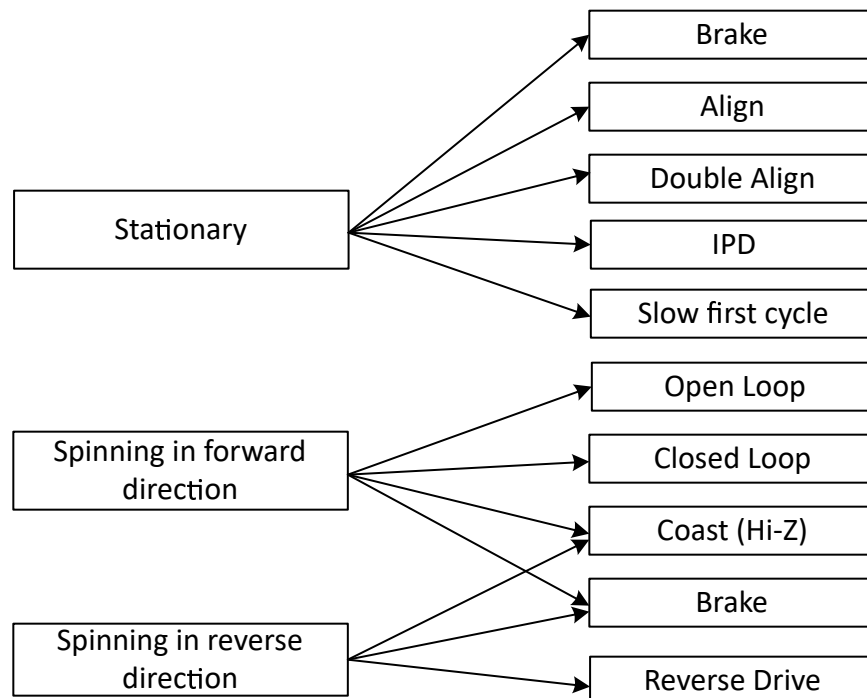 Brake
Align
Double Align
Stationary
IPD
Slow first cycle
Open Loop
Spinning in forward
direction
Closed Loop
Coast (Hi-Z)
Brake
Spinning in reverse
direction
Reverse Drive